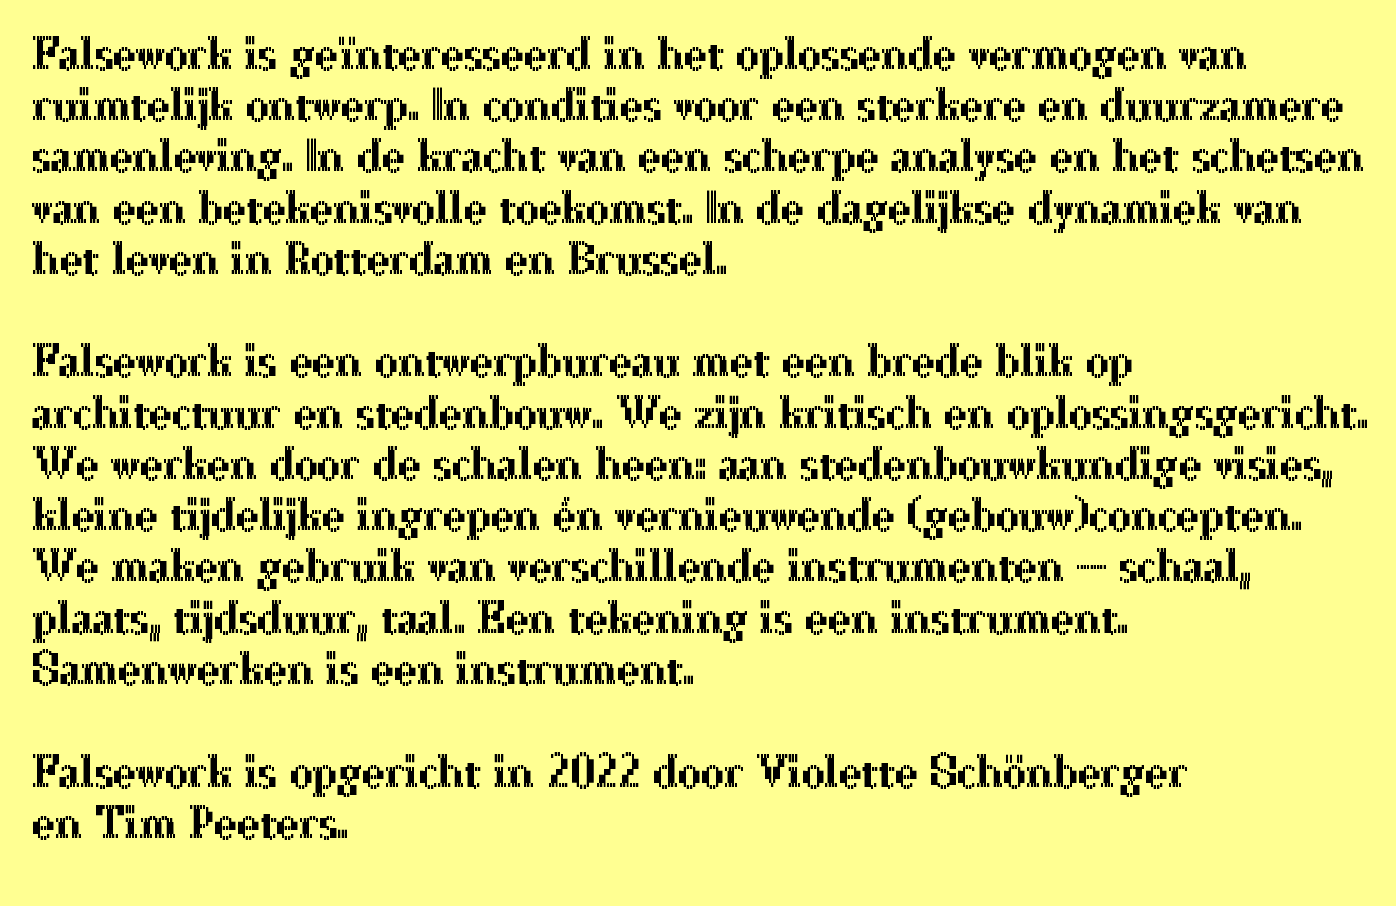 Falsework is geïnteresseerd in het oplossende vermogen van
ruimtelijk ontwerp. In condities voor een sterkere en duurzamere
samenleving. In de kracht van een scherpe analyse en het schetsen
van een betekenisvolle toekomst. In de dagelijkse dynamiek van
het leven in Rotterdam en Brussel.
Falsework is een ontwerpbureau met een brede blik op
architectuur en stedenbouw. We zijn kritisch en oplossingsgericht.
We werken door de schalen heen: aan stedenbouwkundige visies,
kleine tijdelijke ingrepen én vernieuwende (gebouw)concepten.
We maken gebruik van verschillende instrumenten — schaal,
plaats, tijdsduur, taal. Een tekening is een instrument.
Samenwerken is een instrument.
Falsework is opgericht in 2022 door Violette Schönberger
en Tim Peeters.